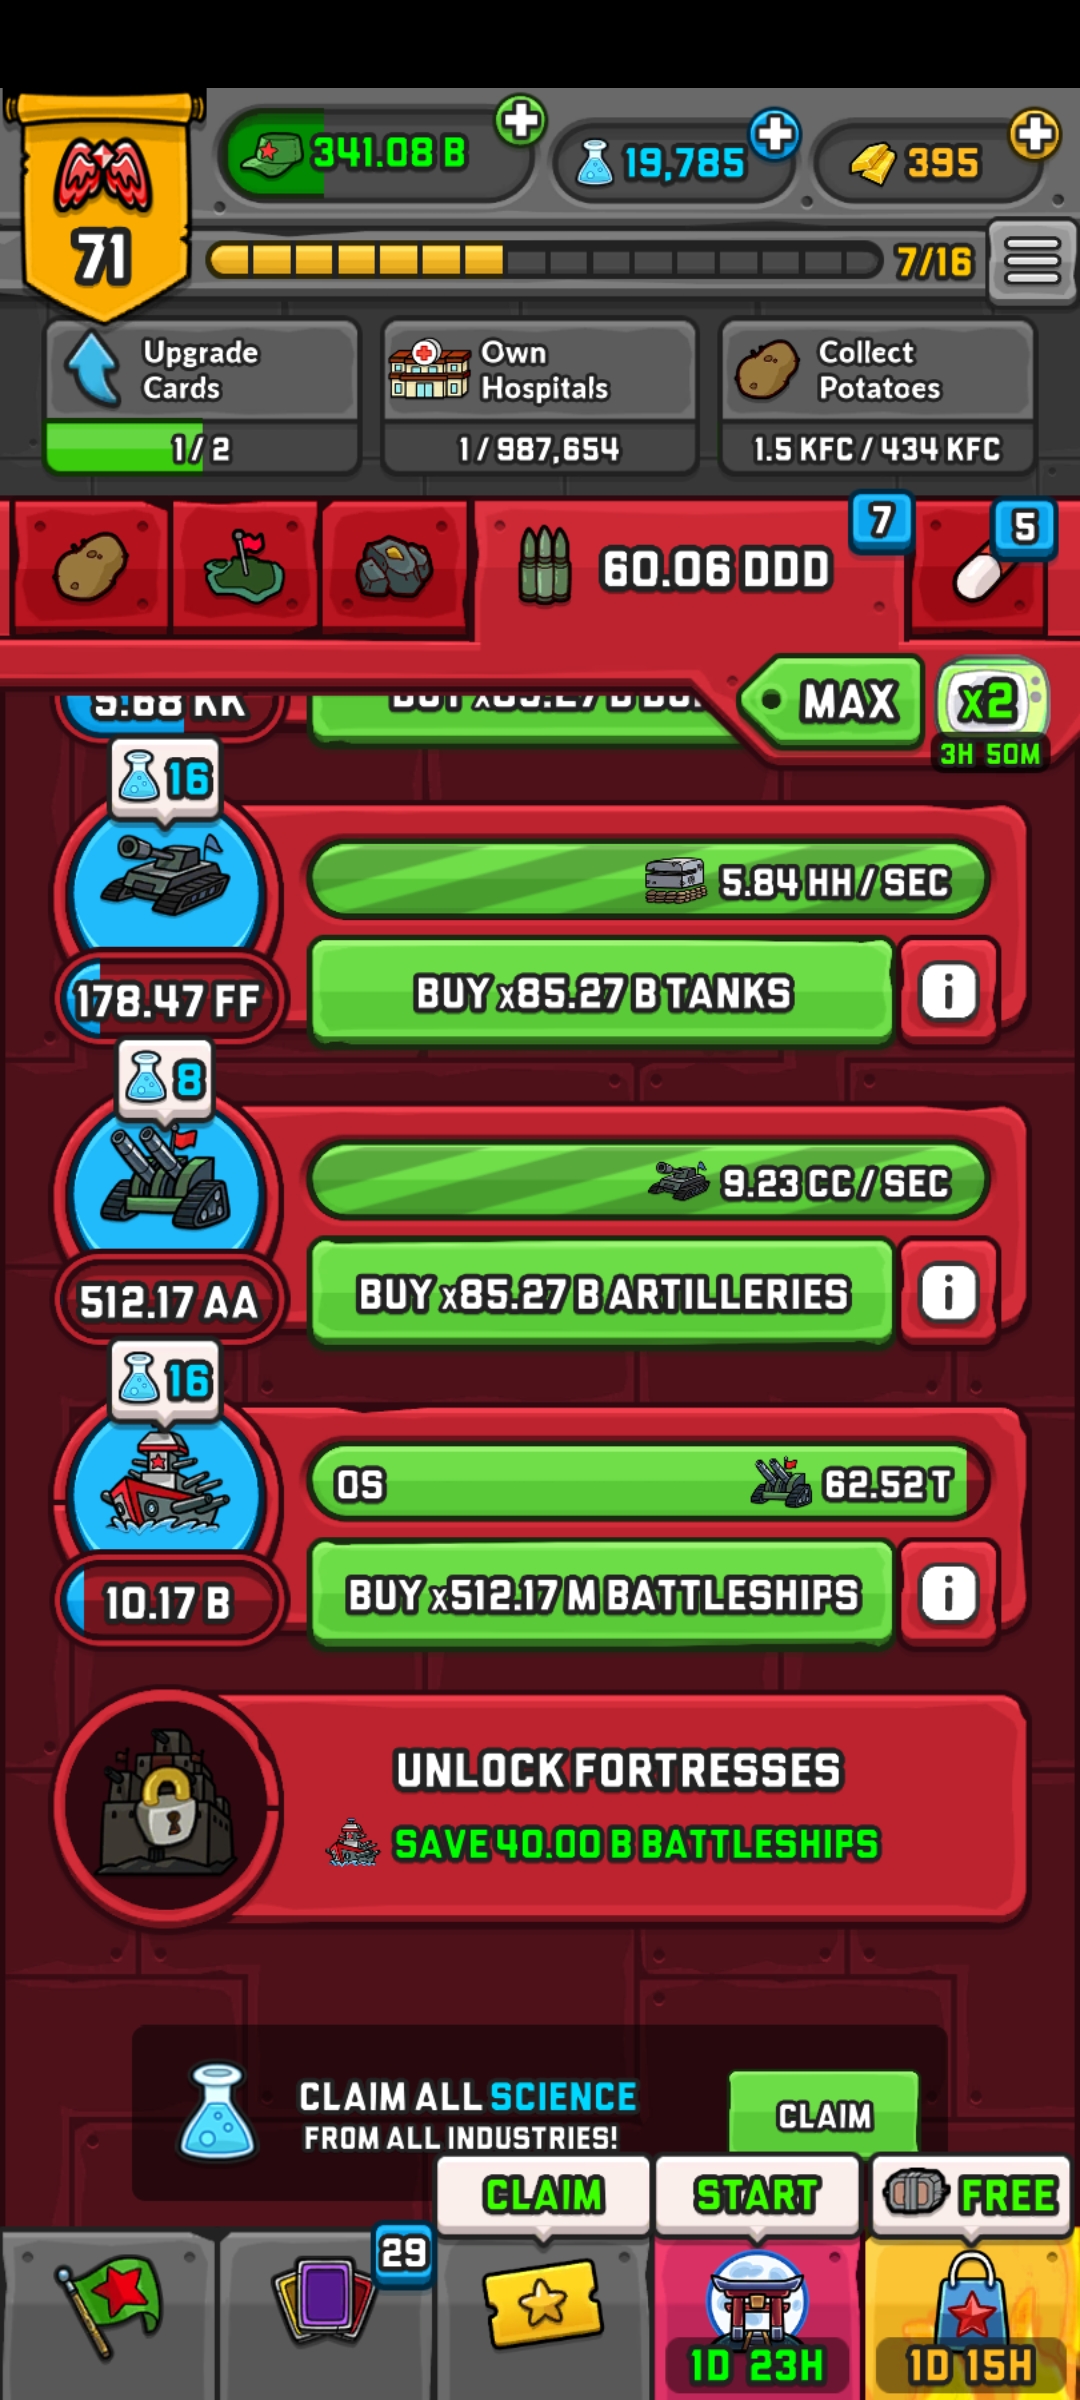 341.08 B
19,785
395
71
7/16
Upgrade
Cards
1/2
Own
Hospitals
1/987,654
Collect
Potatoes
1.5 KFC/434 KFC
60.06 DDD
7
5
MAX
x2
3H 50M
5.68 KK
16
5.84 HH/SEC
178.47 FF
BUY x85.27 B TANKS
i
8
9.23 CC/SEC
512.17 AA
BUY x85.27 B ARTILLERIES
i
16
0S
62.52 T
10.17 B
BUY x512.17 M BATTLESHIPS
i
UNLOCK FORTRESSES
SAVE 40.00 B BATTLESHIPS
CLAIM ALL SCIENCE
FROM ALL INDUSTRIES!
CLAIM
CLAIM
START
FREE
29
1D 23H
1D 15H